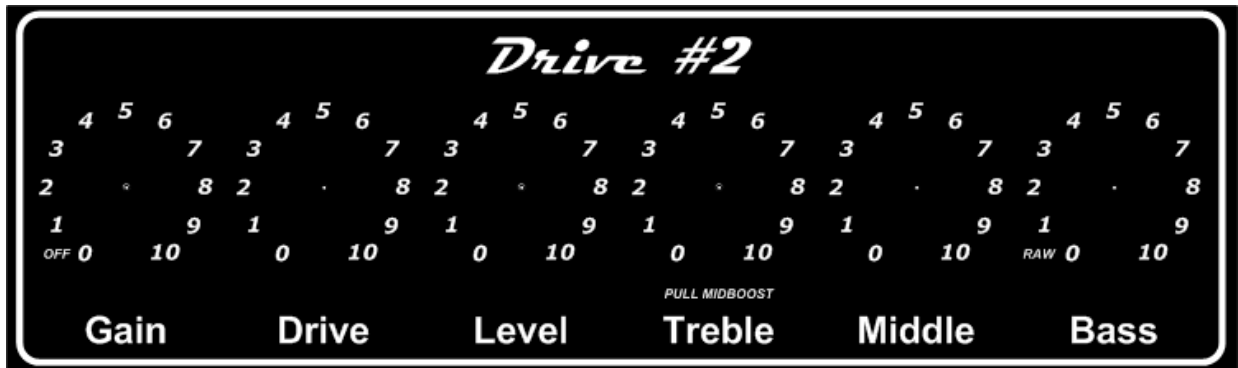 Drive #2
4 5 6 4 5 6 4 5 6 4 5 6 4 5 6 4 5 6
3 7 3 7 3 7 3 7 3 7 3 7
2 8 2 8 2 8 2 8 2 8 2 8
1 9 1 9 1 9 1 9 1 9 1 9
OFF 0 10 0 10 0 10 0 10 0 10 RAW 0 10
PULL MIDBOOST
Gain Drive Level Treble Middle Bass